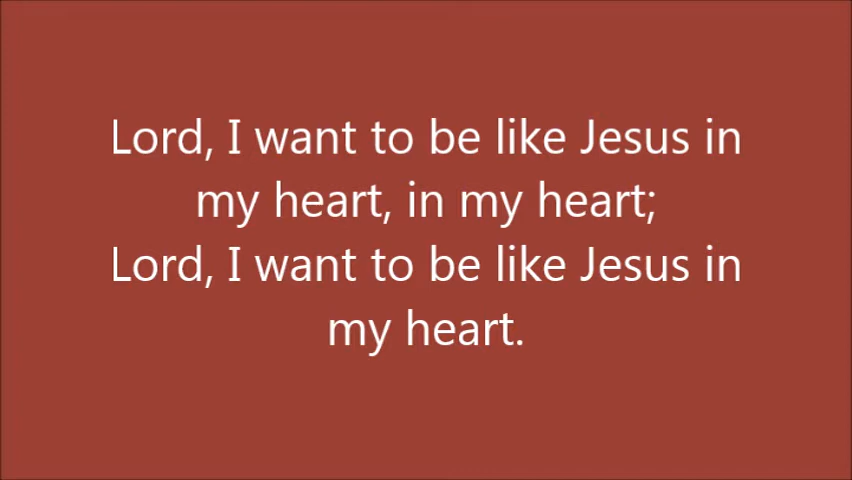 Lord, I want to be like Jesus in
my heart, in my heart;
Lord, I want to be like Jesus in
my heart.